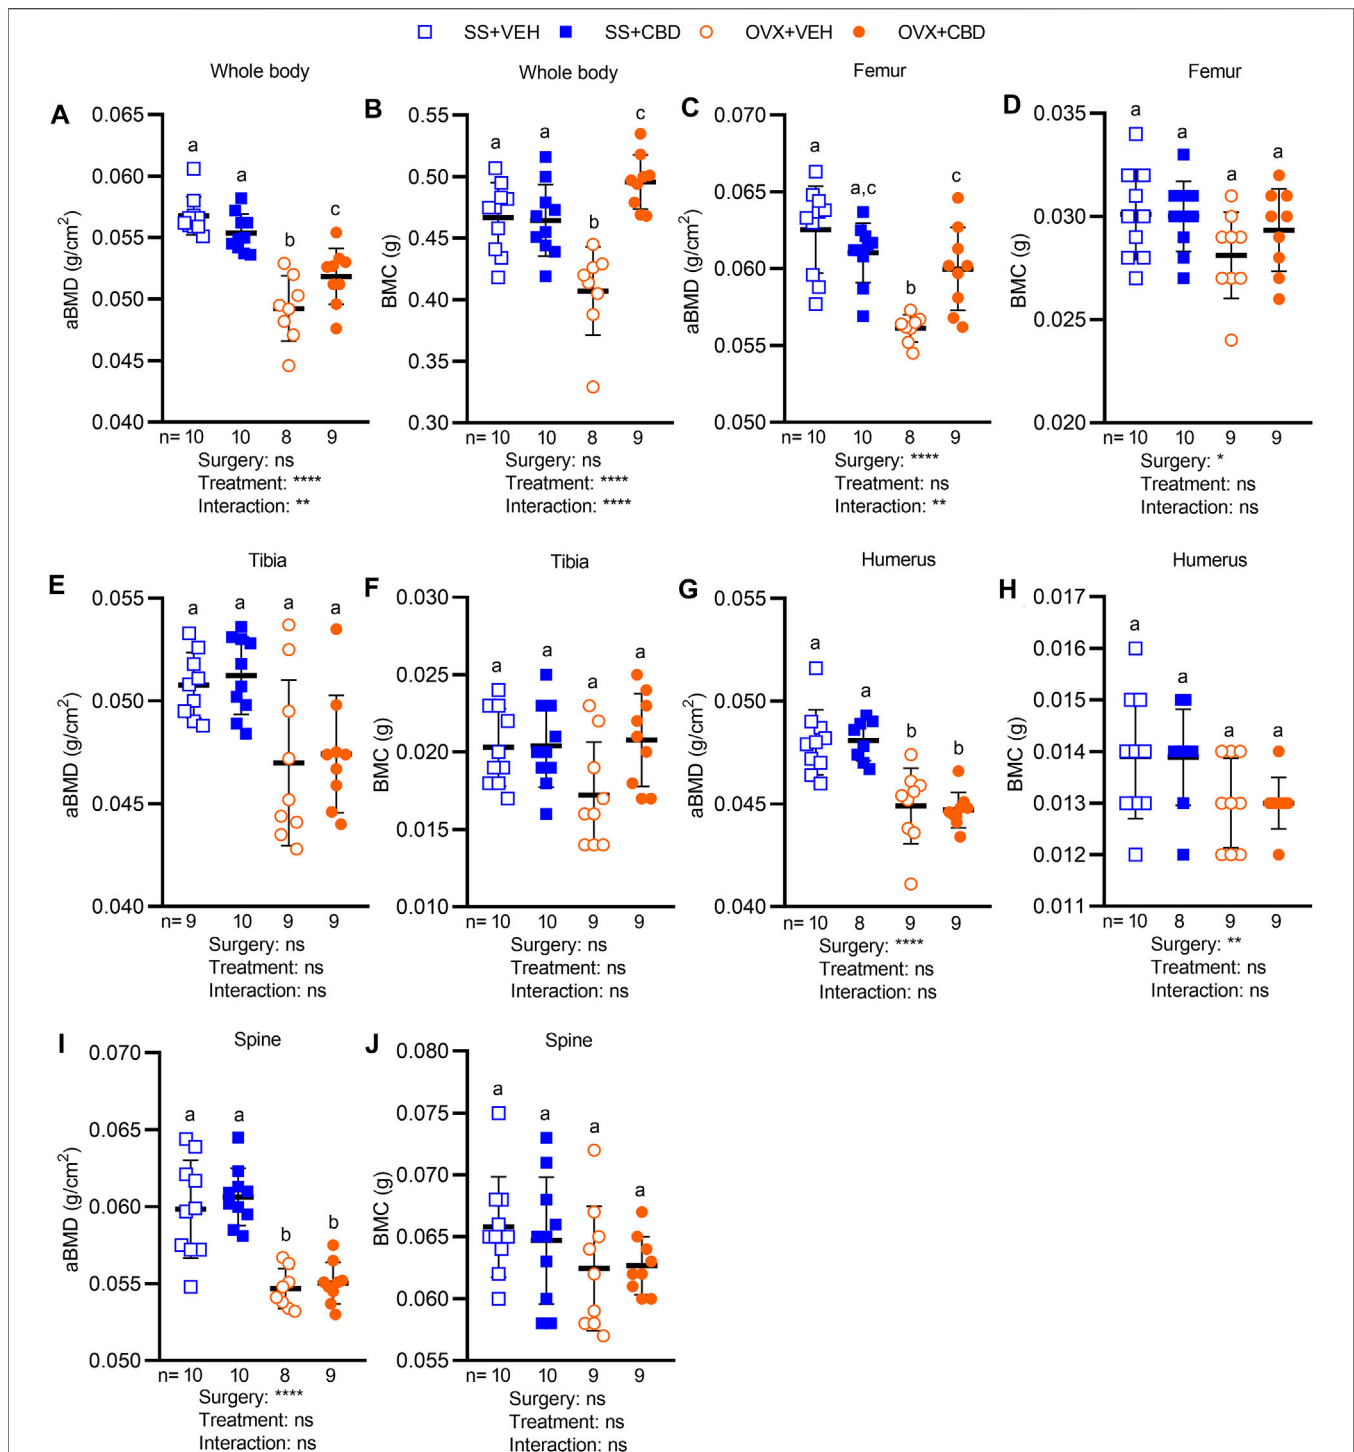 SS+VEH SS+CBD OVX+VEH OVX+CBD
Whole body
A
aBMD (g/cm2)
0.065
0.060
0.055
0.050
0.045
0.040
a a b c
n= 10 10 8 9
Surgery: ns
Treatment: ****
Interaction: **
Whole body
B
BMC (g)
0.55
0.50
0.45
0.40
0.35
0.30
a a b c
n= 10 10 8 9
Surgery: ns
Treatment: ****
Interaction: ****
Femur
C
aBMD (g/cm2)
0.070
0.065
0.060
0.055
0.050
a a,c b c
n= 10 10 8 9
Surgery: ****
Treatment: ns
Interaction: **
Femur
D
BMC (g)
0.035
0.030
0.025
0.020
a a a a
n= 10 10 9 9
Surgery: *
Treatment: ns
Interaction: ns
Tibia
E
aBMD (g/cm2)
0.055
0.050
0.045
0.040
a a a a
n= 9 10 9 9
Surgery: ns
Treatment: ns
Interaction: ns
Tibia
F
BMC (g)
0.030
0.025
0.020
0.015
0.010
a a a a
n= 10 10 9 9
Surgery: ns
Treatment: ns
Interaction: ns
Humerus
G
aBMD (g/cm2)
0.055
0.050
0.045
0.040
a a b b
n= 10 8 9 9
Surgery: ****
Treatment: ns
Interaction: ns
Humerus
H
BMC (g)
0.017
0.016
0.015
0.014
0.013
0.012
0.011
a a a a
n= 10 8 9 9
Surgery: **
Treatment: ns
Interaction: ns
Spine
I
aBMD (g/cm2)
0.070
0.065
0.060
0.055
0.050
a a b b
n= 10 10 8 9
Surgery: ****
Treatment: ns
Interaction: ns
Spine
J
BMC (g)
0.080
0.075
0.070
0.065
0.060
0.055
a a a a
n= 10 10 9 9
Surgery: ns
Treatment: ns
Interaction: ns